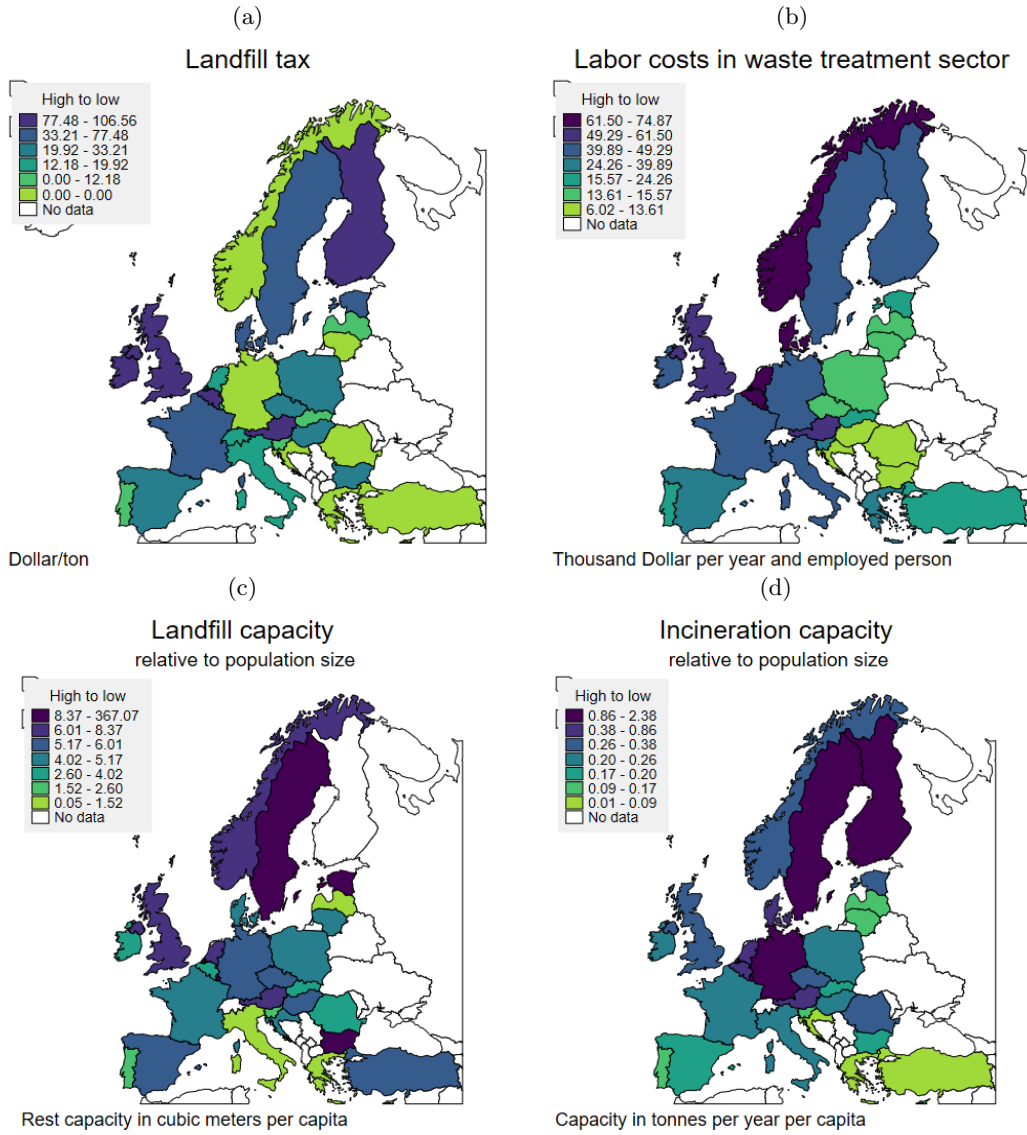 (a)
Landfill tax
High to low
77.48 - 106.56
33.21 - 77.48
19.92 - 33.21
12.18 - 19.92
0.00 - 12.18
0.00 - 0.00
No data
Dollar/ton
(b)
Labor costs in waste treatment sector
High to low
61.50 - 74.87
49.29 - 61.50
39.89 - 49.29
24.26 - 39.89
15.57 - 24.26
13.61 - 15.57
6.02 - 13.61
No data
Thousand Dollar per year and employed person
(c)
Landfill capacity
relative to population size
High to low
8.37 - 367.07
6.01 - 8.37
5.17 - 6.01
4.02 - 5.17
2.60 - 4.02
1.52 - 2.60
0.05 - 1.52
No data
Rest capacity in cubic meters per capita
(d)
Incineration capacity
relative to population size
High to low
0.86 - 2.38
0.38 - 0.86
0.26 - 0.38
0.20 - 0.26
0.17 - 0.20
0.09 - 0.17
0.01 - 0.09
No data
Capacity in tonnes per year per capita